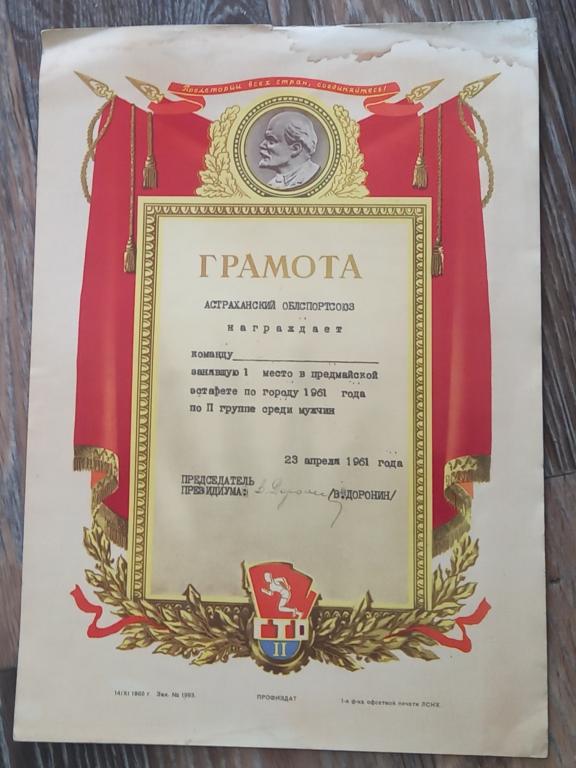 Пролетарии всех стран, соединяйтесь!
ГРАМОТА
АСТРАХАНСКИЙ ОБЛСПОРТСОЮЗ
награждает
команду
занявшую 1 место в предмайской
эстафете по городу 1961 года
по II группе среди мужчин
23 апреля 1961 года
ПРЕДСЕДАТЕЛЬ
ПРЕЗИДИУМА: /В.ДОРОНИН/
ГТО
II
14/XI 1960 г. Зак. № 1993. ПРОФИЗДАТ 1-я ф-ка офсетной печати ЛСНХ.